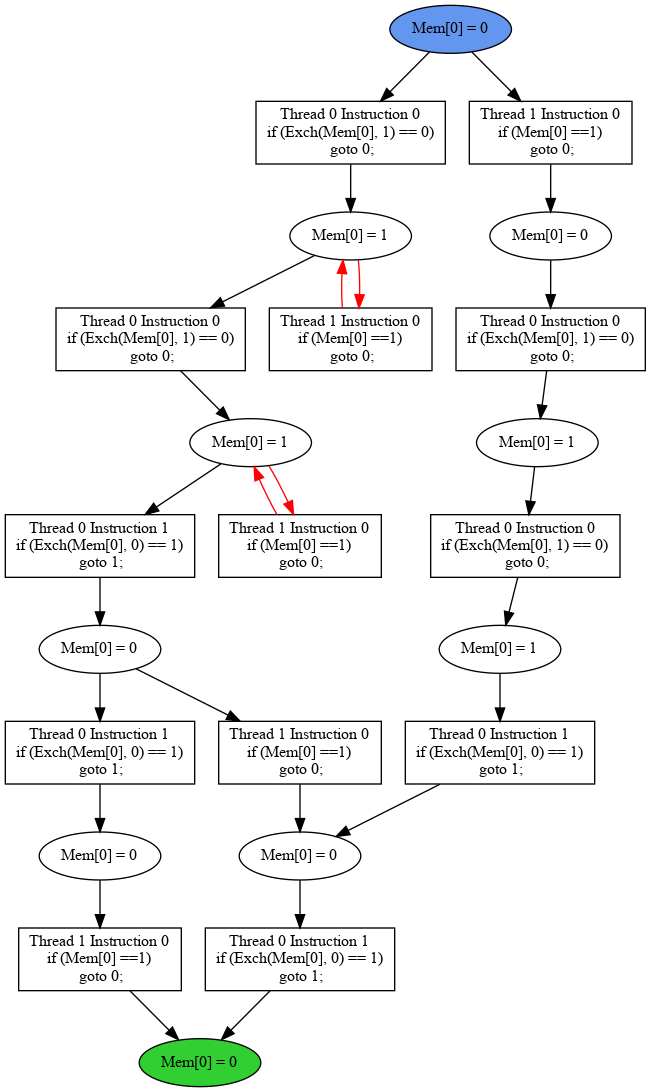 Mem[0] = 0
Thread 0 Instruction 0
if (Exch(Mem[0], 1) == 0)
goto 0;
Thread 1 Instruction 0
if (Mem[0] ==1)
goto 0;
Mem[0] = 1
Mem[0] = 0
Thread 0 Instruction 0
if (Exch(Mem[0], 1) == 0)
goto 0;
Thread 1 Instruction 0
if (Mem[0] ==1)
goto 0;
Thread 0 Instruction 0
if (Exch(Mem[0], 1) == 0)
goto 0;
Mem[0] = 1
Mem[0] = 1
Thread 0 Instruction 1
if (Exch(Mem[0], 0) == 1)
goto 1;
Thread 1 Instruction 0
if (Mem[0] ==1)
goto 0;
Thread 0 Instruction 0
if (Exch(Mem[0], 1) == 0)
goto 0;
Mem[0] = 0
Mem[0] = 1
Thread 0 Instruction 1
if (Exch(Mem[0], 0) == 1)
goto 1;
Thread 1 Instruction 0
if (Mem[0] ==1)
goto 0;
Thread 0 Instruction 1
if (Exch(Mem[0], 0) == 1)
goto 1;
Mem[0] = 0
Mem[0] = 0
Thread 1 Instruction 0
if (Mem[0] ==1)
goto 0;
Thread 0 Instruction 1
if (Exch(Mem[0], 0) == 1)
goto 1;
Mem[0] = 0